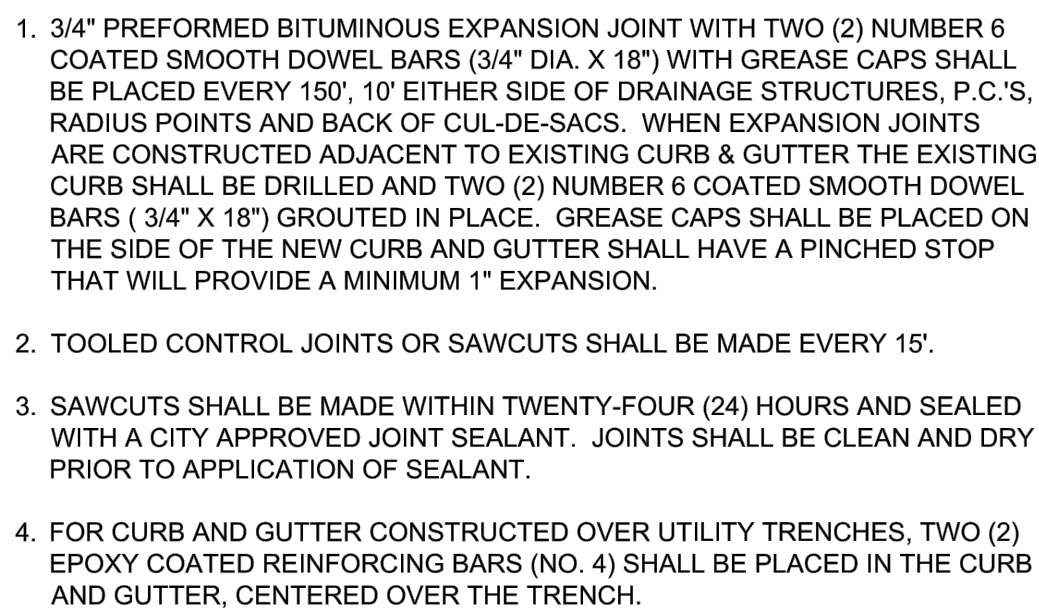 1. 3/4" PREFORMED BITUMINOUS EXPANSION JOINT WITH TWO (2) NUMBER 6
COATED SMOOTH DOWEL BARS (3/4" DIA. X 18") WITH GREASE CAPS SHALL
BE PLACED EVERY 150', 10' EITHER SIDE OF DRAINAGE STRUCTURES, P.C.'S,
RADIUS POINTS AND BACK OF CUL-DE-SACS. WHEN EXPANSION JOINTS
ARE CONSTRUCTED ADJACENT TO EXISTING CURB & GUTTER THE EXISTING
CURB SHALL BE DRILLED AND TWO (2) NUMBER 6 COATED SMOOTH DOWEL
BARS ( 3/4" X 18") GROUTED IN PLACE. GREASE CAPS SHALL BE PLACED ON
THE SIDE OF THE NEW CURB AND GUTTER SHALL HAVE A PINCHED STOP
THAT WILL PROVIDE A MINIMUM 1" EXPANSION.
2. TOOLED CONTROL JOINTS OR SAWCUTS SHALL BE MADE EVERY 15'.
3. SAWCUTS SHALL BE MADE WITHIN TWENTY-FOUR (24) HOURS AND SEALED
WITH A CITY APPROVED JOINT SEALANT. JOINTS SHALL BE CLEAN AND DRY
PRIOR TO APPLICATION OF SEALANT.
4. FOR CURB AND GUTTER CONSTRUCTED OVER UTILITY TRENCHES, TWO (2)
EPOXY COATED REINFORCING BARS (NO. 4) SHALL BE PLACED IN THE CURB
AND GUTTER, CENTERED OVER THE TRENCH.